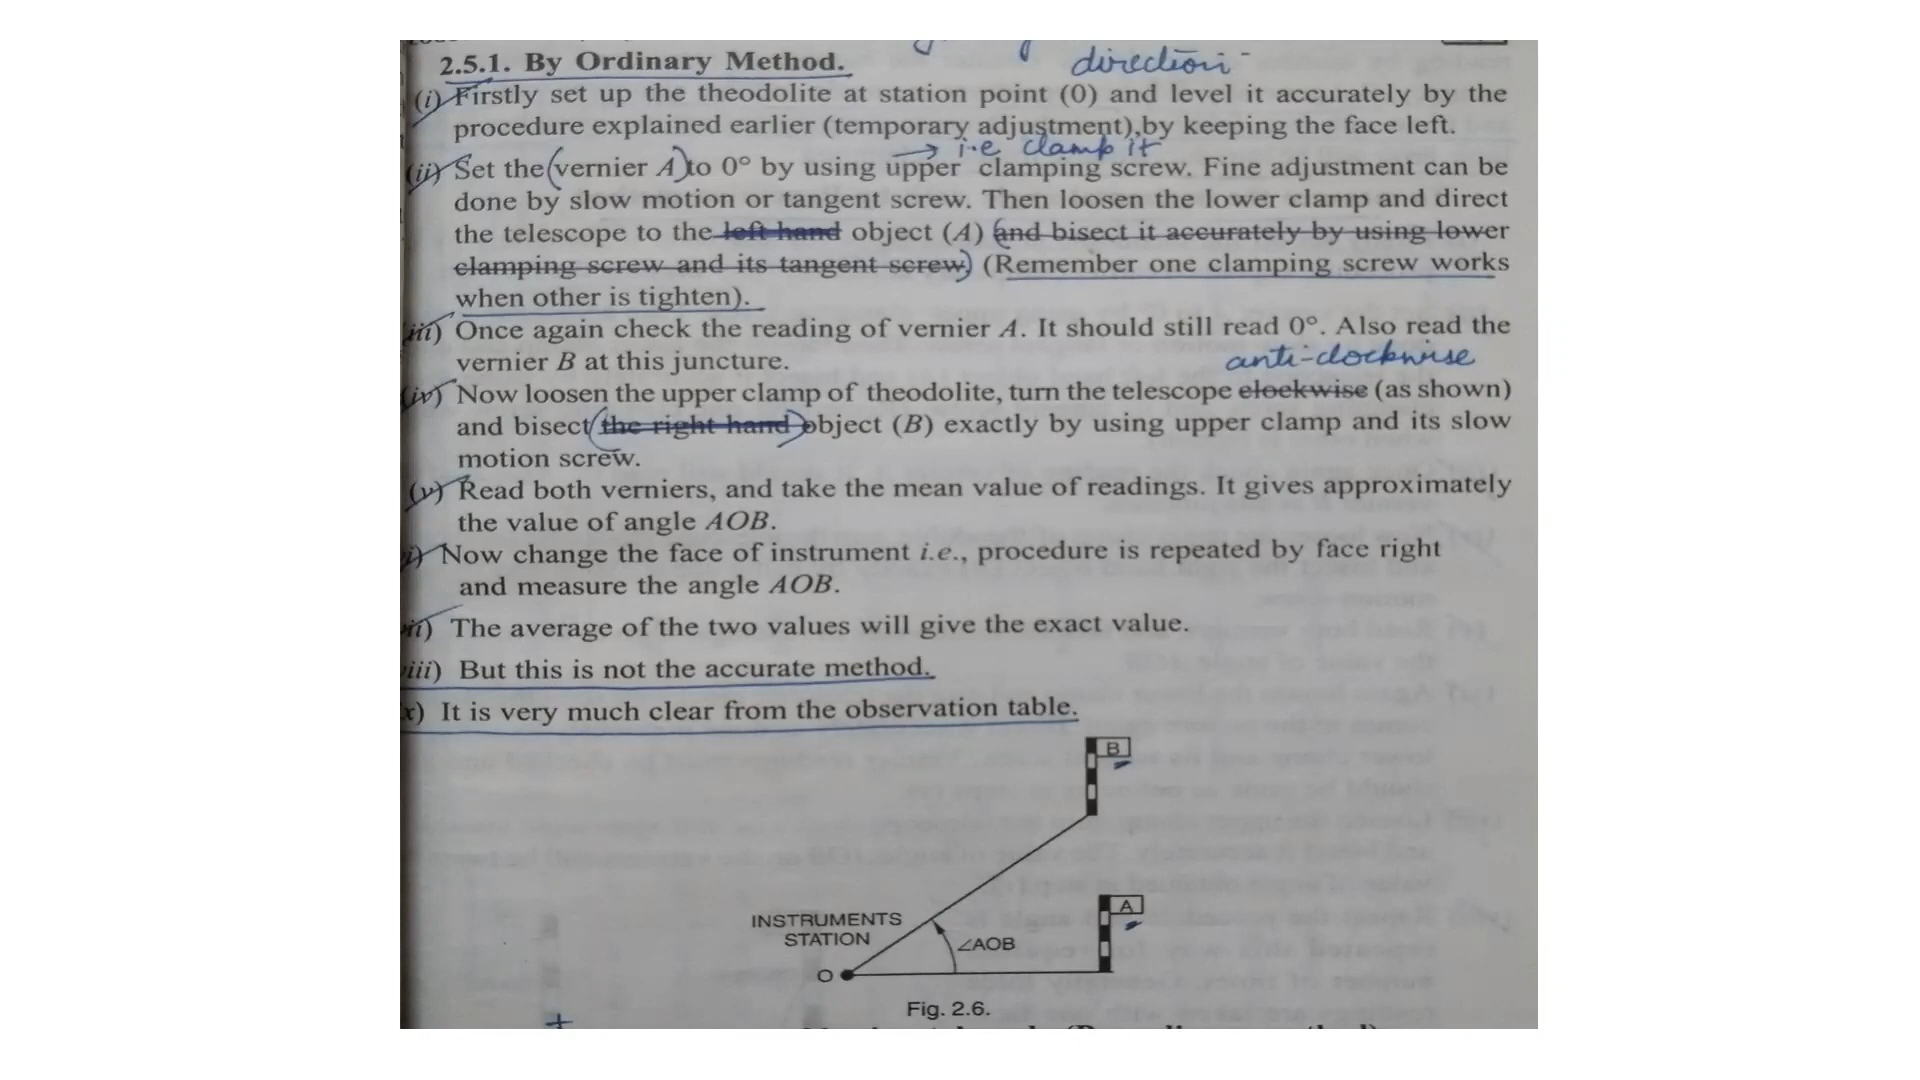 direction
2.5.1. By Ordinary Method.
(i) Firstly set up the theodolite at station point (0) and level it accurately by the
procedure explained earlier (temporary adjustment), by keeping the face left.
→ i.e clamp it
(ii) Set the (vernier A) to 0° by using upper clamping screw. Fine adjustment can be
done by slow motion or tangent screw. Then loosen the lower clamp and direct
the telescope to the left hand object (A) (and bisect it accurately by using lower
clamping screw and its tangent screw) (Remember one clamping screw works
when other is tighten).
iii) Once again check the reading of vernier A. It should still read 0°. Also read the
vernier B at this juncture.
anti-clockwise
(iv) Now loosen the upper clamp of theodolite, turn the telescope clockwise (as shown)
and bisect (the right hand) object (B) exactly by using upper clamp and its slow
motion screw.
(v) Read both verniers, and take the mean value of readings. It gives approximately
the value of angle AOB.
i) Now change the face of instrument i.e., procedure is repeated by face right
and measure the angle AOB.
ii) The average of the two values will give the exact value.
iii) But this is not the accurate method.
x) It is very much clear from the observation table.
B
A
INSTRUMENTS
STATION
∠AOB
O
Fig. 2.6.